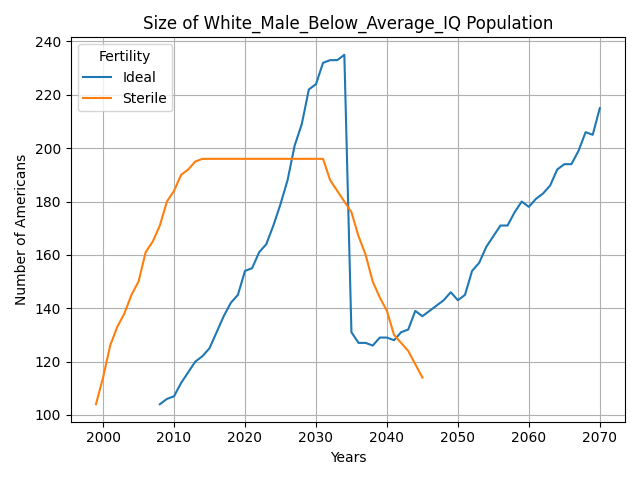 Size of White_Male_Below_Average_IQ Population
Number of Americans
240
220
200
180
160
140
120
100
Fertility
Ideal
Sterile
2000 2010 2020 2030 2040 2050 2060 2070
Years